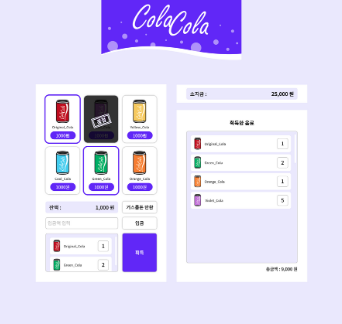 ColaCola
Original_Cola
1000원
품절
1000원
Yellow_Cola
1000원
Cool_Cola
1000원
Green_Cola
1000원
Orange_Cola
1000원
잔액 : 1,000 원
거스름돈 반환
입금액 입력
입금
Original_Cola 1
Green_Cola 2
획득
소지금 : 25,000 원
획득한 음료
Original_Cola 1
Green_Cola 2
Orange_Cola 1
Violet_Cola 5
총금액 : 9,000 원